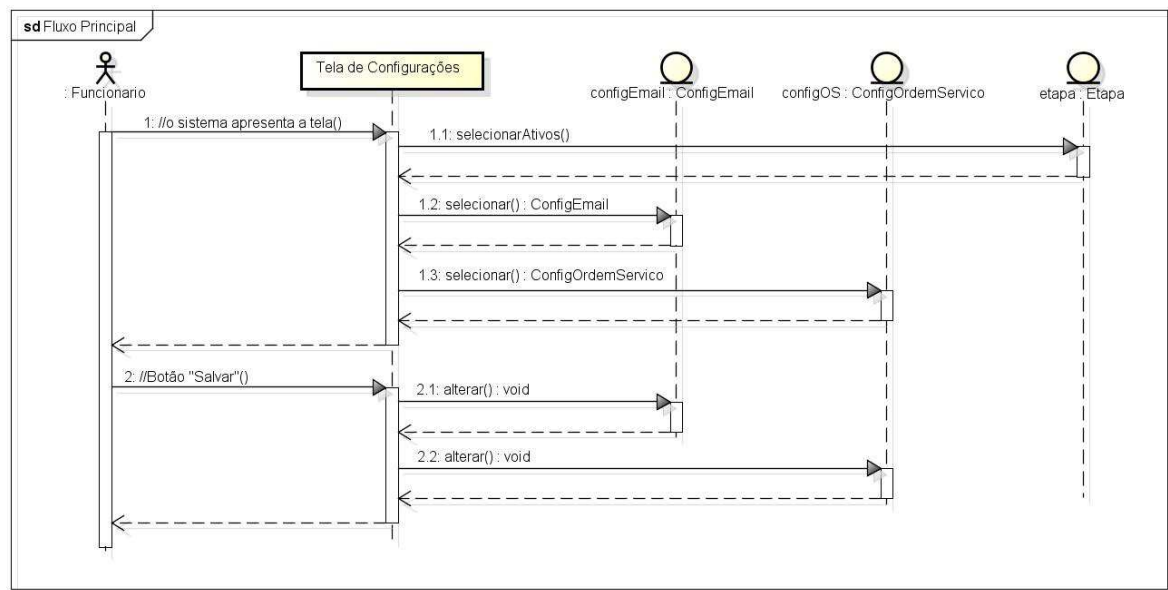 sd Fluxo Principal
Tela de Configurações
: Funcionario
configEmail : ConfigEmail
configOS : ConfigOrdemServico
etapa : Etapa
1: //o sistema apresenta a tela()
1.1: selecionarAtivos()
1.2: selecionar() : ConfigEmail
1.3: selecionar() : ConfigOrdemServico
2: //Botão "Salvar"()
2.1: alterar() : void
2.2: alterar() : void